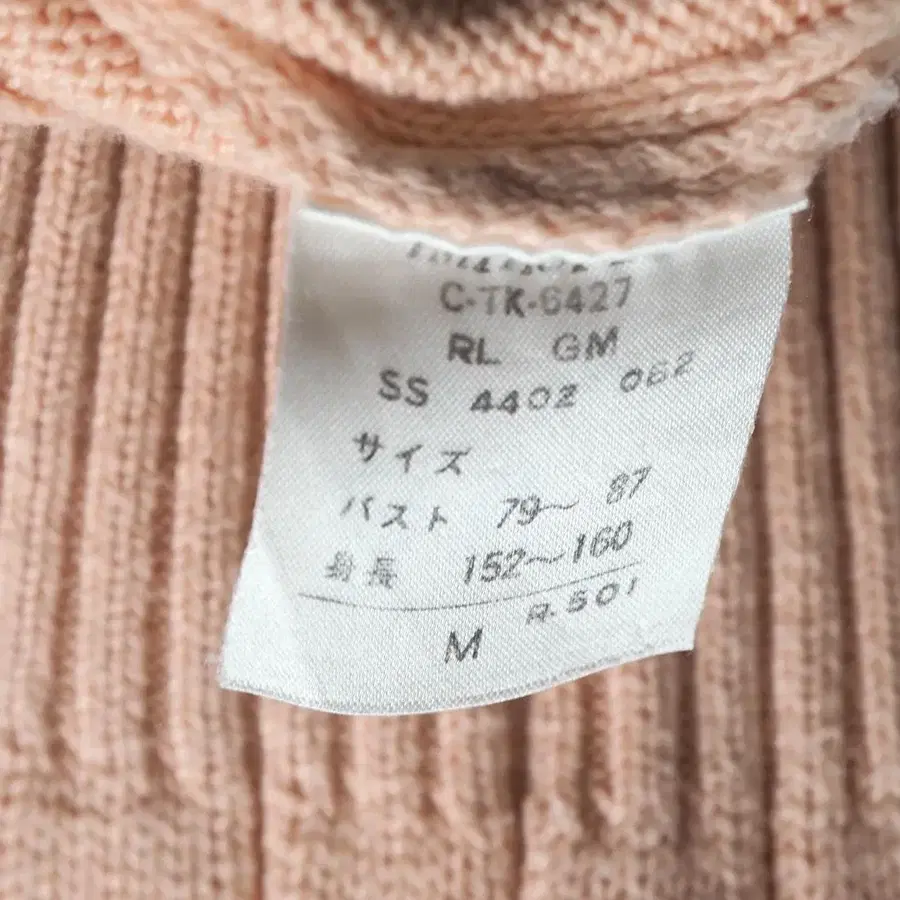 C-TK-6427
RL GM
SS 4402 062
サイズ
バスト 79～87
身長 152～160
M R.501